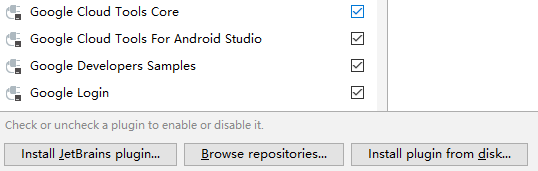 Google Cloud Tools Core
Google Cloud Tools For Android Studio
Google Developers Samples
Google Login
Check or uncheck a plugin to enable or disable it.
Install JetBrains plugin... Browse repositories... Install plugin from disk...